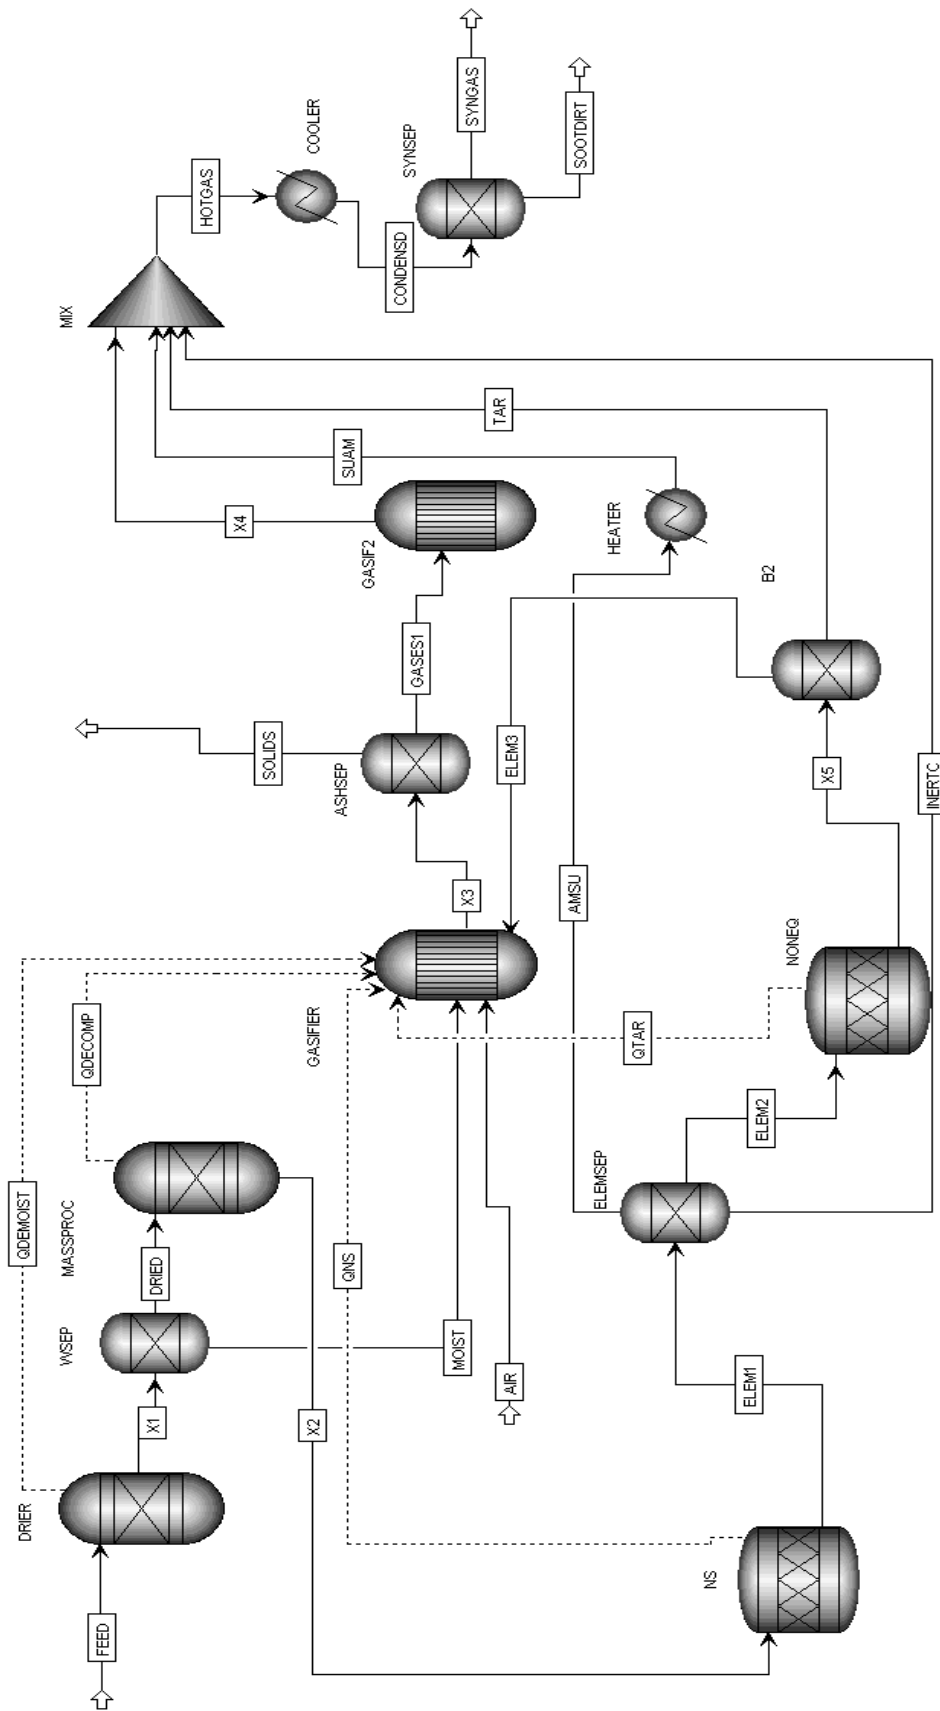 FEED
DRIER
X1
WSEP
DRIED
MASSPROC
QDEMOIST
QDECOMP
X2
QNS
MOIST
AIR
GASIFIER
X3
ASHSEP
SOLIDS
GASES1
GASIF2
X4
MIX
HOTGAS
COOLER
CONDENSD
SYNSEP
SYNGAS
SOOTDIRT
NS
ELEM1
ELEMSEP
ELEM2
QTAR
NONEQ
X5
B2
ELEM3
AMSU
HEATER
SUAM
TAR
INERTC